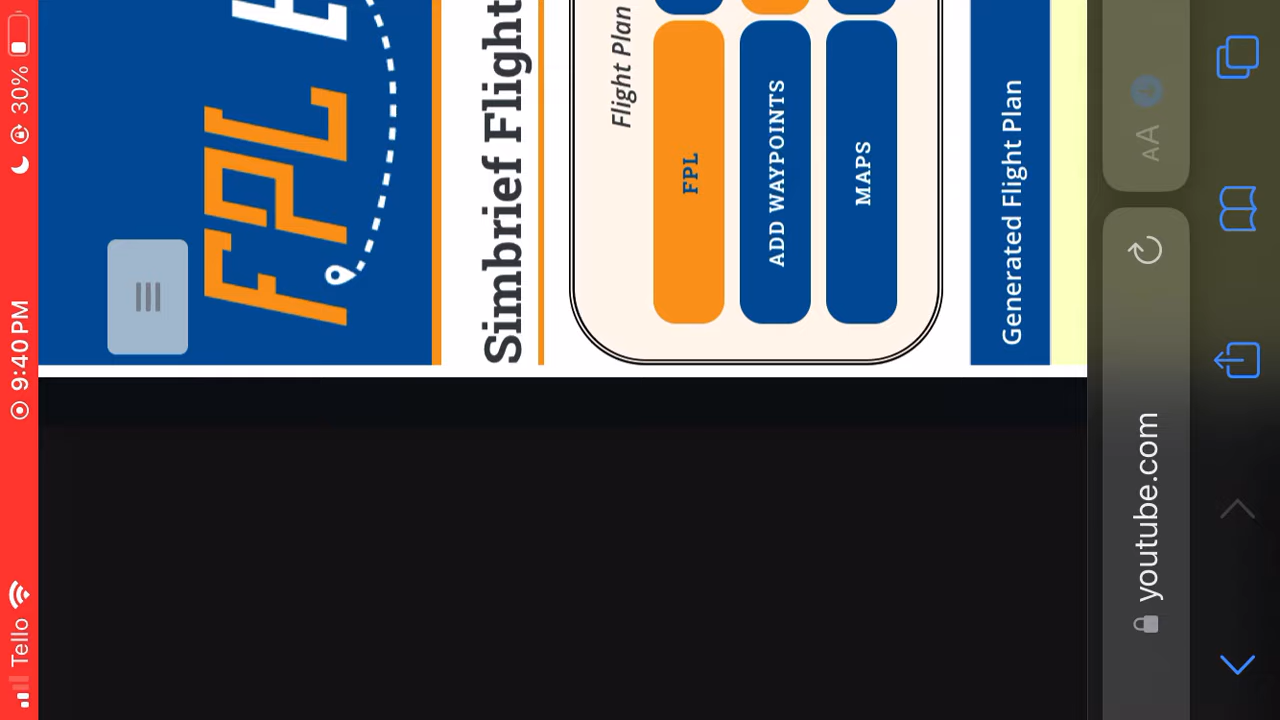 Tello 9:40 PM 30%
FPL
Simbrief Flight
Flight Plan
FPL
ADD WAYPOINTS
MAPS
Generated Flight Plan
youtube.com AA